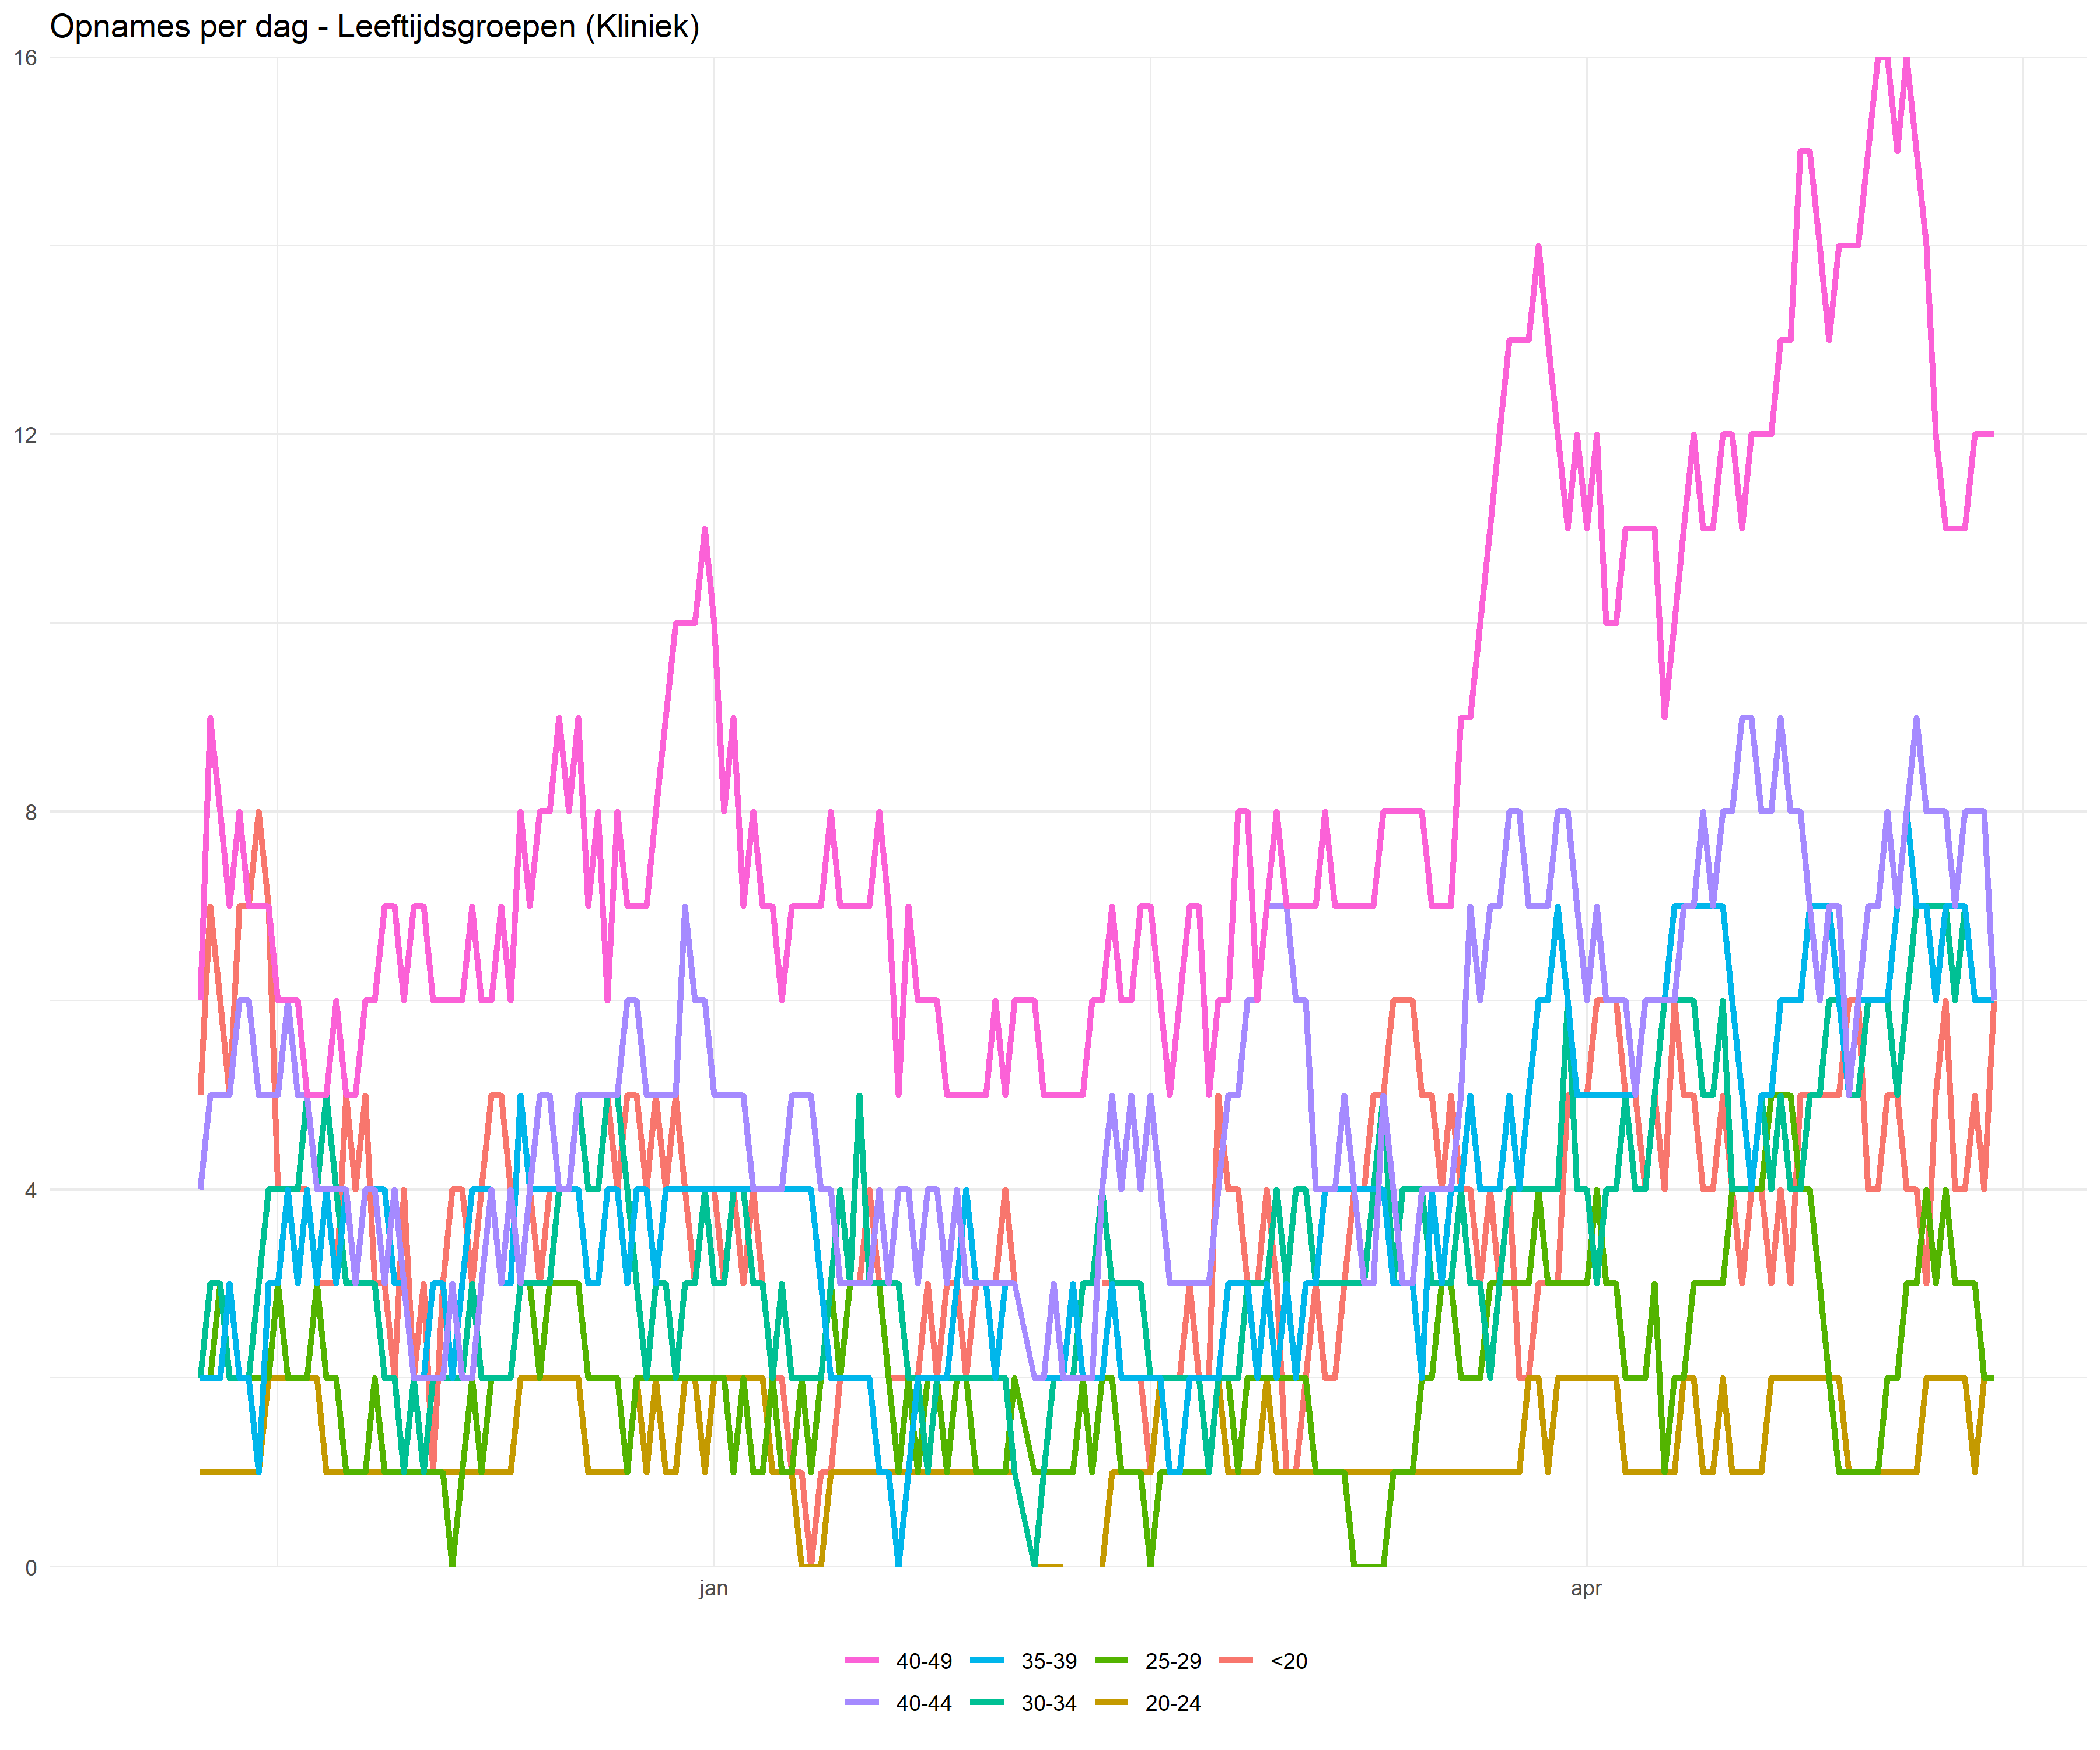 Opnames per dag - Leeftijdsgroepen (Kliniek)
16
12
8
4
0
jan apr
40-49 35-39 25-29 <20
40-44 30-34 20-24